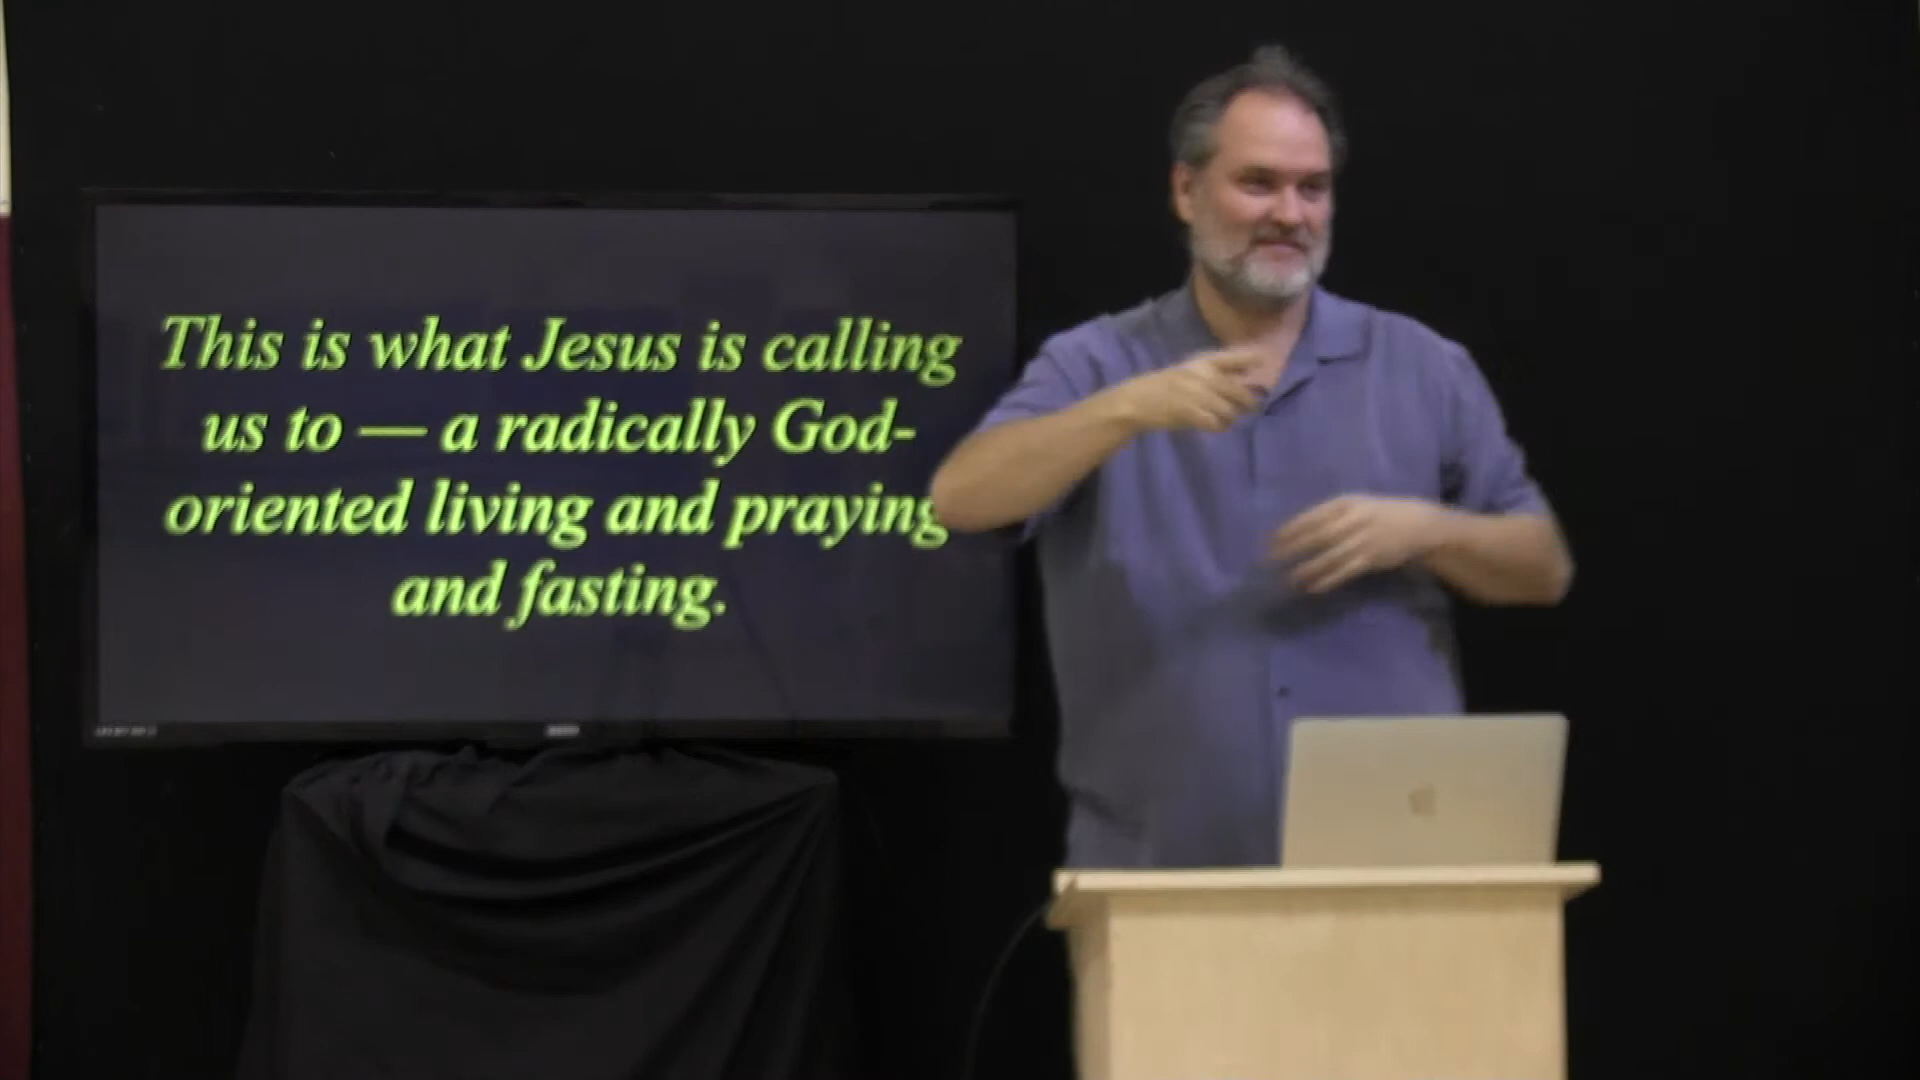 This is what Jesus is calling
us to — a radically God-
oriented living and praying
and fasting.